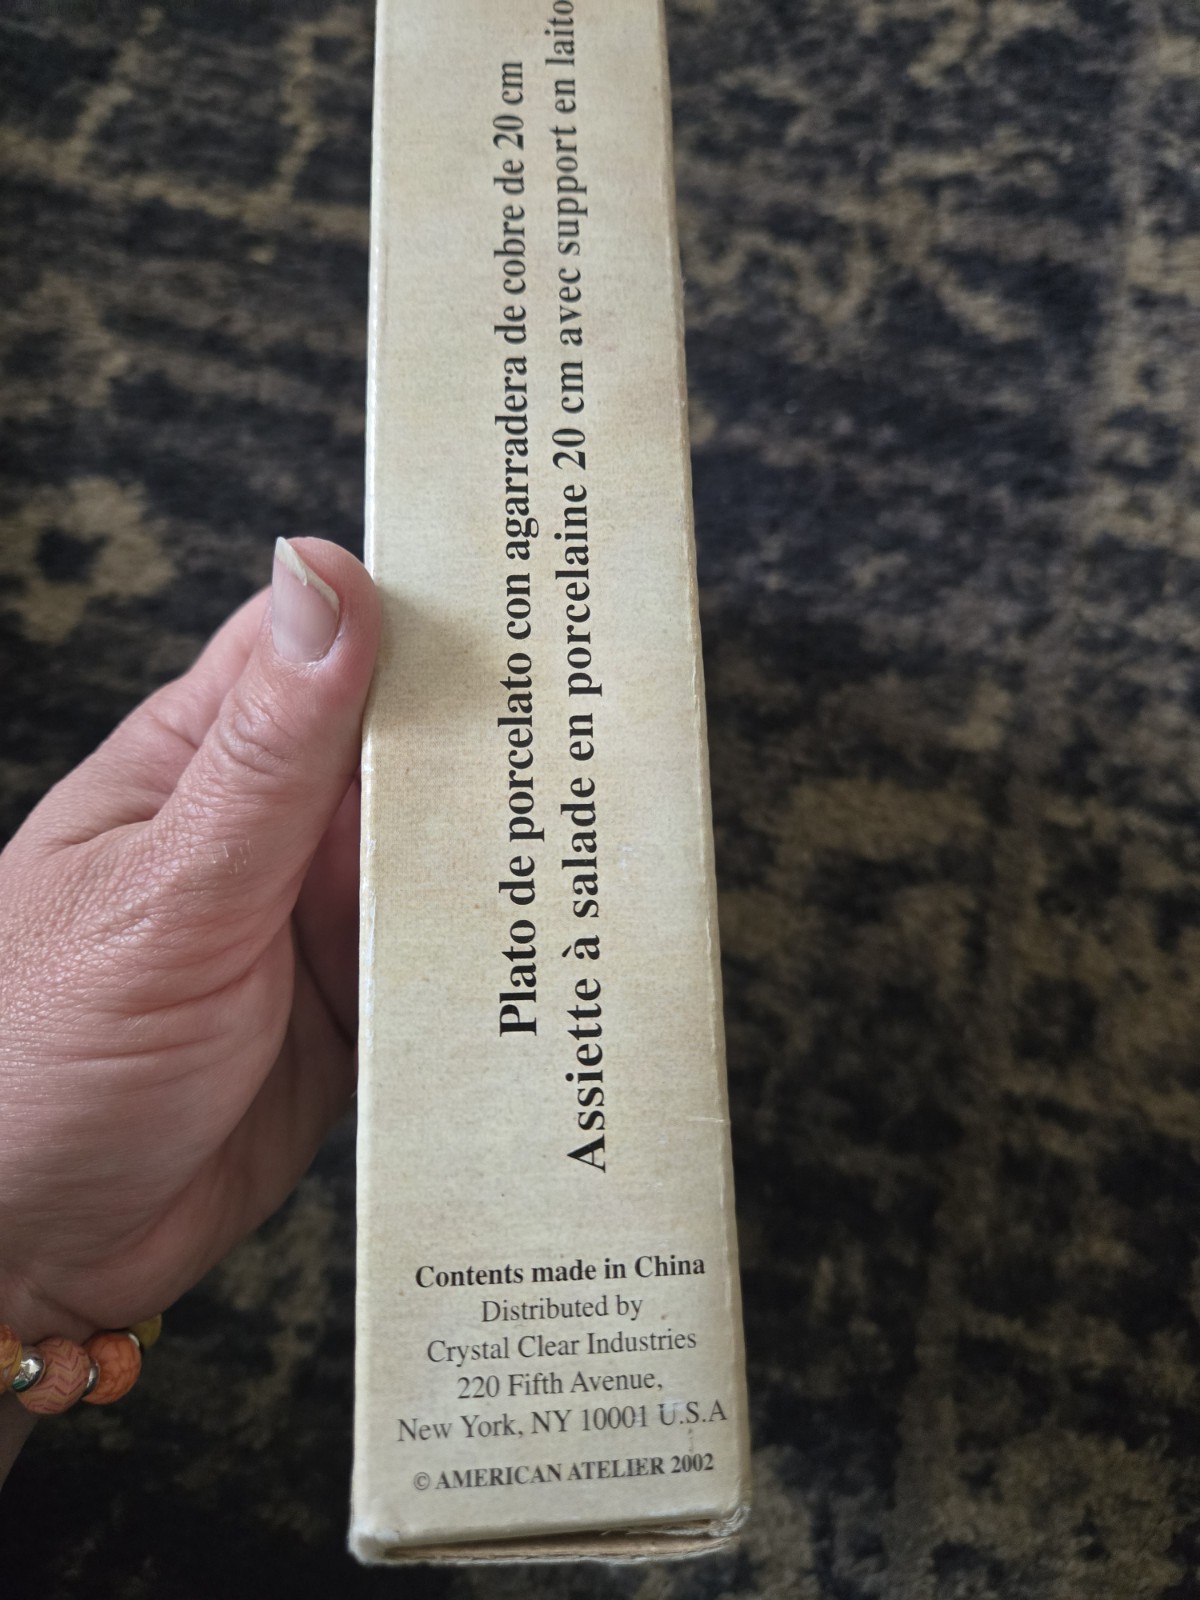 Plato de porcelato con agarradera de cobre de 20 cm
Assiette à salade en porcelaine 20 cm avec support en laito
Contents made in China
Distributed by
Crystal Clear Industries
220 Fifth Avenue,
New York, NY 10001 U.S.A
© AMERICAN ATELIER 2002